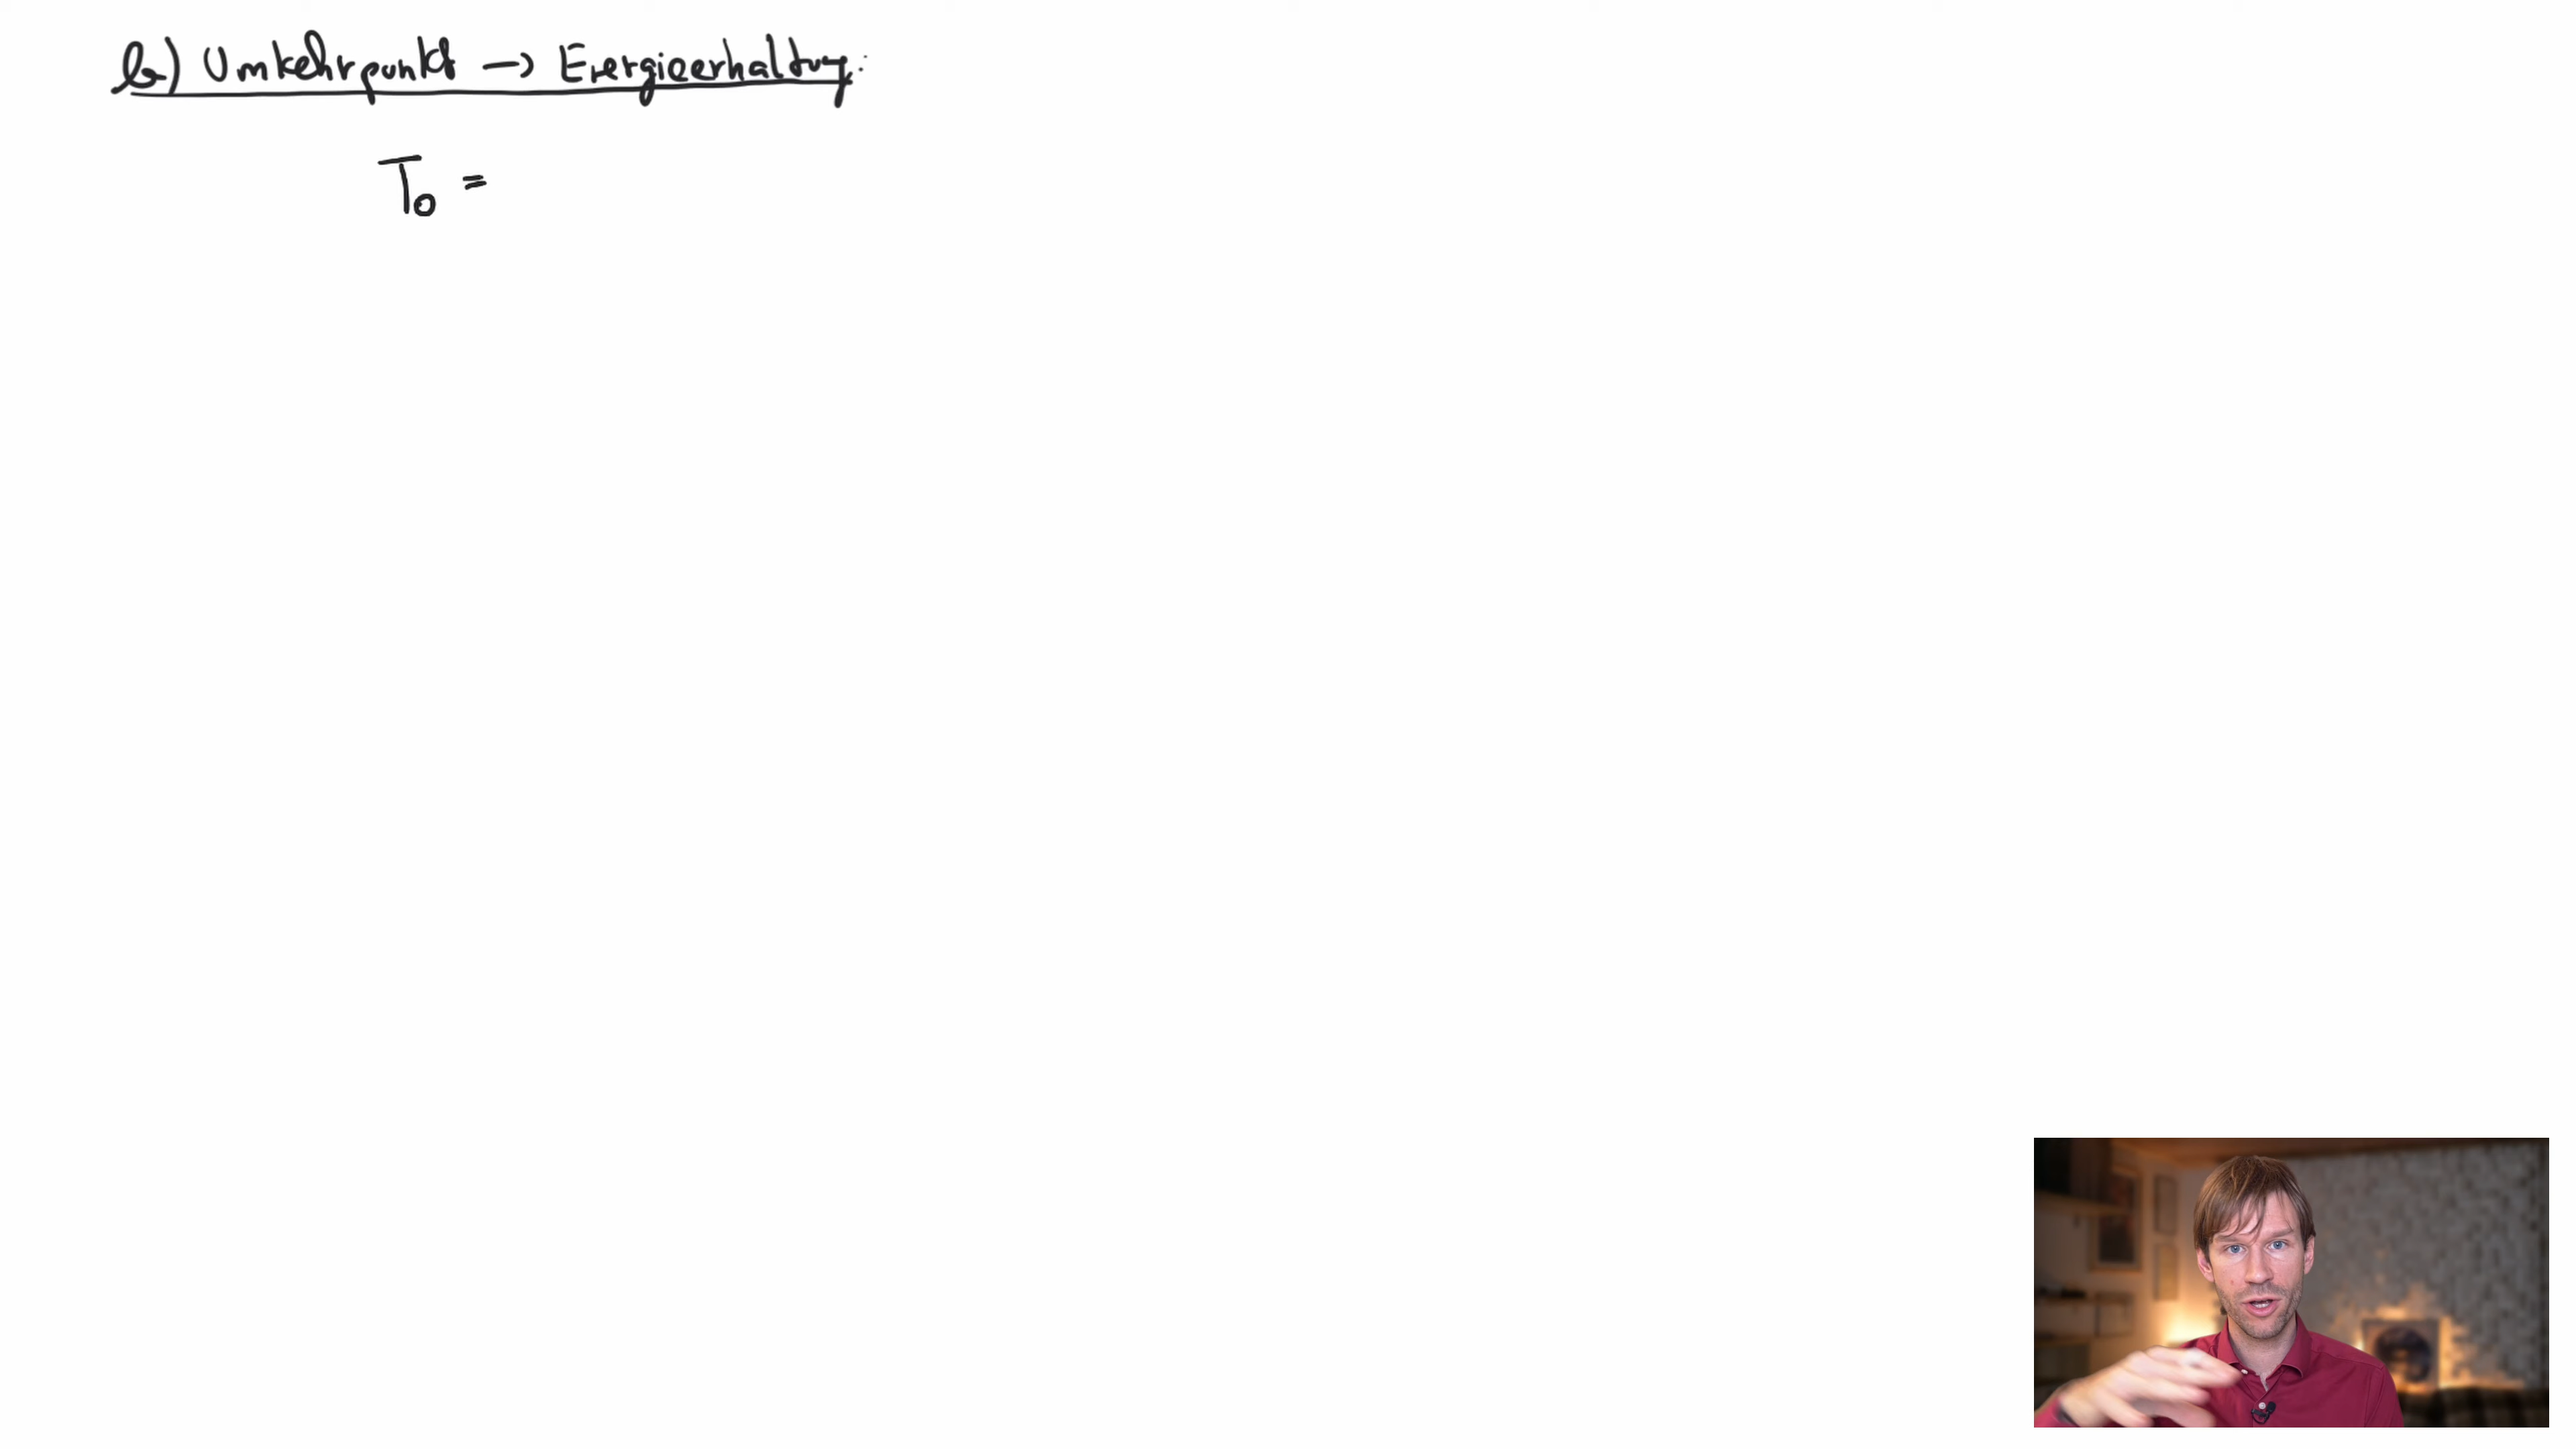 b) Umkehrpunkt → Energieerhaltung:
T₀ =